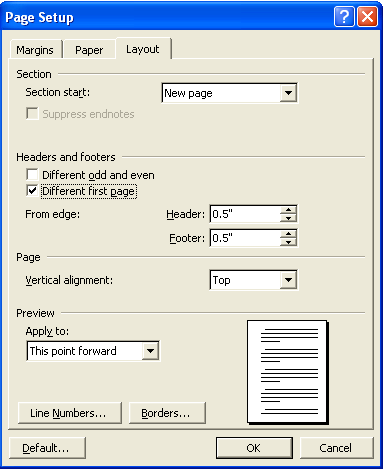 Page Setup
Margins Paper Layout
Section
Section start: New page
Suppress endnotes
Headers and footers
Different odd and even
Different first page
From edge: Header: 0.5"
Footer: 0.5"
Page
Vertical alignment: Top
Preview
Apply to:
This point forward
Line Numbers... Borders...
Default... OK Cancel